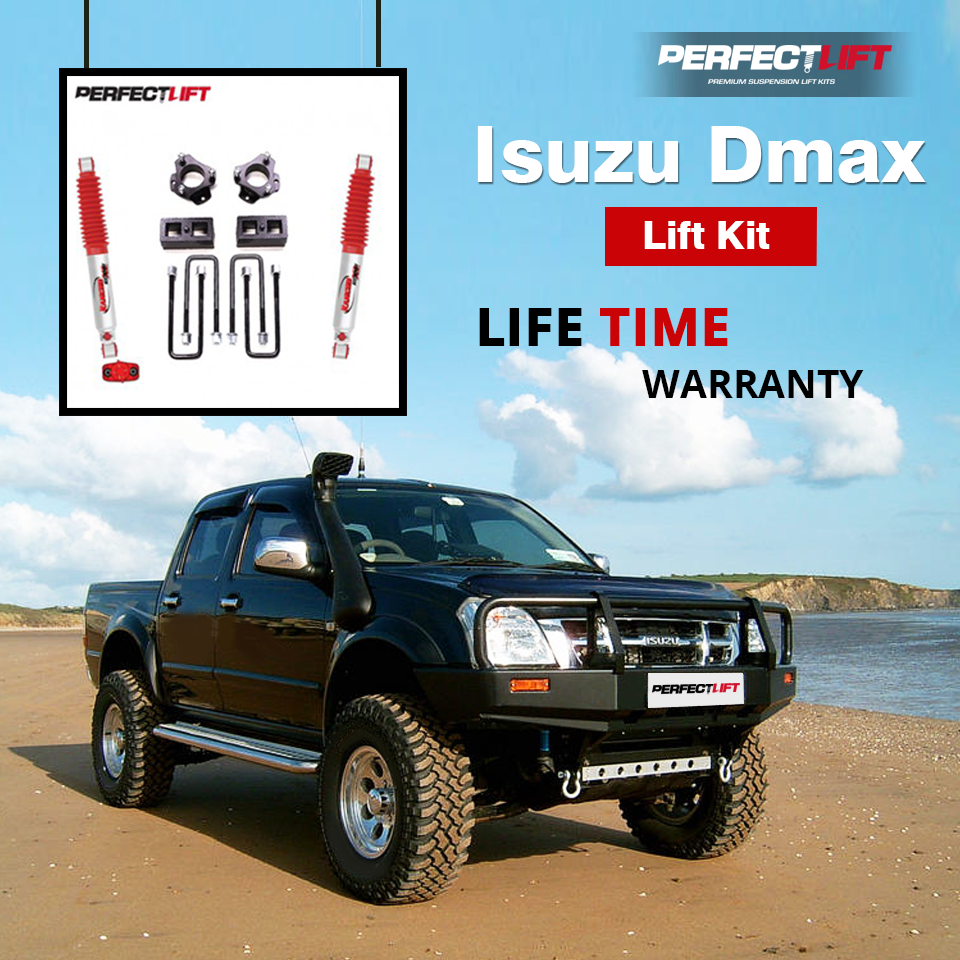 PERFECTLIFT
PERFECTLIFT
PREMIUM SUSPENSION LIFT KITS
Isuzu Dmax
Lift Kit
LIFE TIME
WARRANTY
ISUZU
PERFECTLIFT